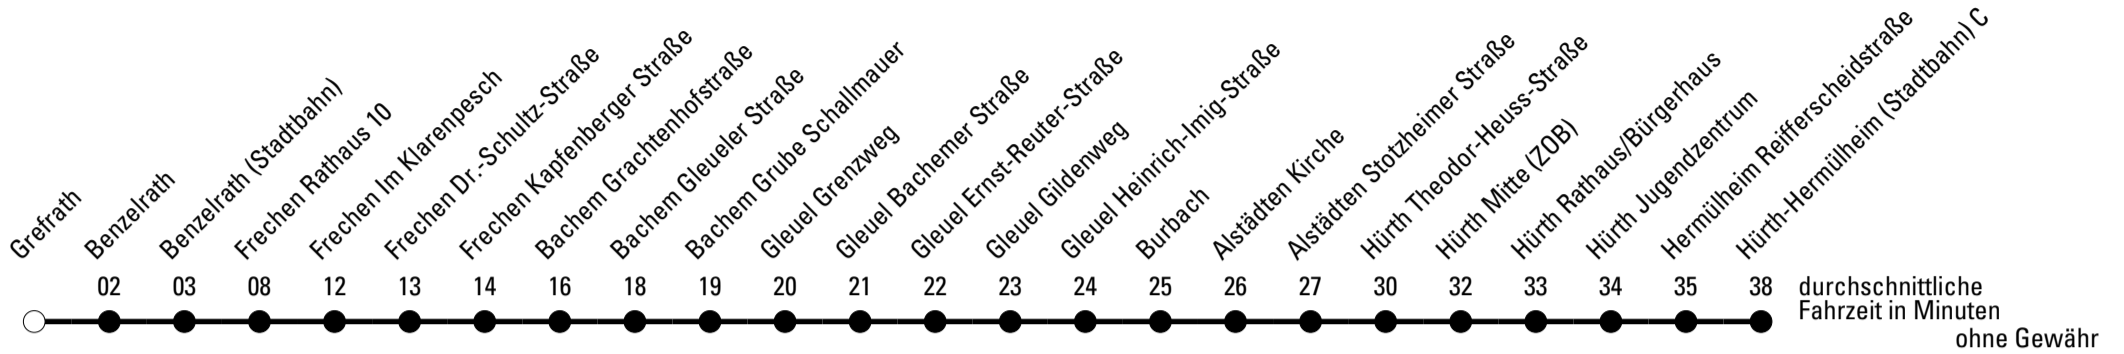 Grefrath
Benzelrath
Benzelrath (Stadtbahn)
Frechen Rathaus 10
Frechen Im Klarenpesch
Frechen Dr.-Schultz-Straße
Frechen Kapfenberger Straße
Bachem Grachtenhofstraße
Bachem Gleueler Straße
Bachem Grube Schallmauer
Gleuel Grenzweg
Gleuel Bachemer Straße
Gleuel Ernst-Reuter-Straße
Gleuel Gildenweg
Gleuel Heinrich-Imig-Straße
Burbach
Alstädten Kirche
Alstädten Stotzheimer Straße
Hürth Theodor-Heuss-Straße
Hürth Mitte (ZOB)
Hürth Rathaus/Bürgerhaus
Hürth Jugendzentrum
Hermülheim Reifferscheidstraße
Hürth-Hermülheim (Stadtbahn) C
02 03 08 12 13 14 16 18 19 20 21 22 23 24 25 26 27 30 32 33 34 35 38
durchschnittliche
Fahrzeit in Minuten
ohne Gewähr